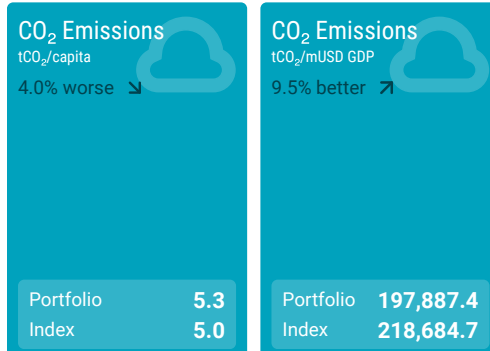 CO₂ Emissions
tCO₂/capita
4.0% worse
Portfolio 5.3
Index 5.0
CO₂ Emissions
tCO₂/mUSD GDP
9.5% better
Portfolio 197,887.4
Index 218,684.7